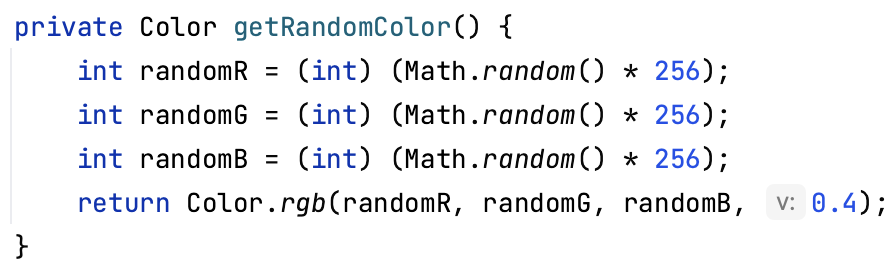 private Color getRandomColor() {
    int randomR = (int) (Math.random() * 256);
    int randomG = (int) (Math.random() * 256);
    int randomB = (int) (Math.random() * 256);
    return Color.rgb(randomR, randomG, randomB, v: 0.4);
}